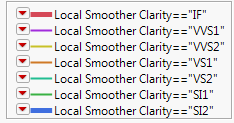 Local Smoother Clarity=="IF"
Local Smoother Clarity=="VVS1"
Local Smoother Clarity=="VVS2"
Local Smoother Clarity=="VS1"
Local Smoother Clarity=="VS2"
Local Smoother Clarity=="SI1"
Local Smoother Clarity=="SI2"